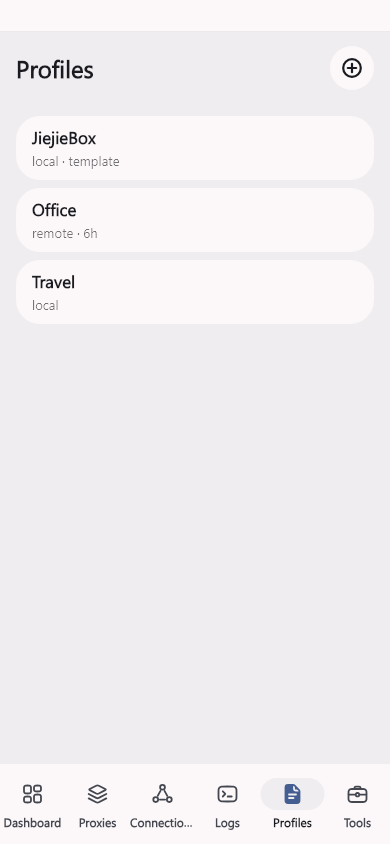 Profiles
JiejieBox
local · template
Office
remote · 6h
Travel
local
Dashboard
Proxies
Connectio...
Logs
Profiles
Tools